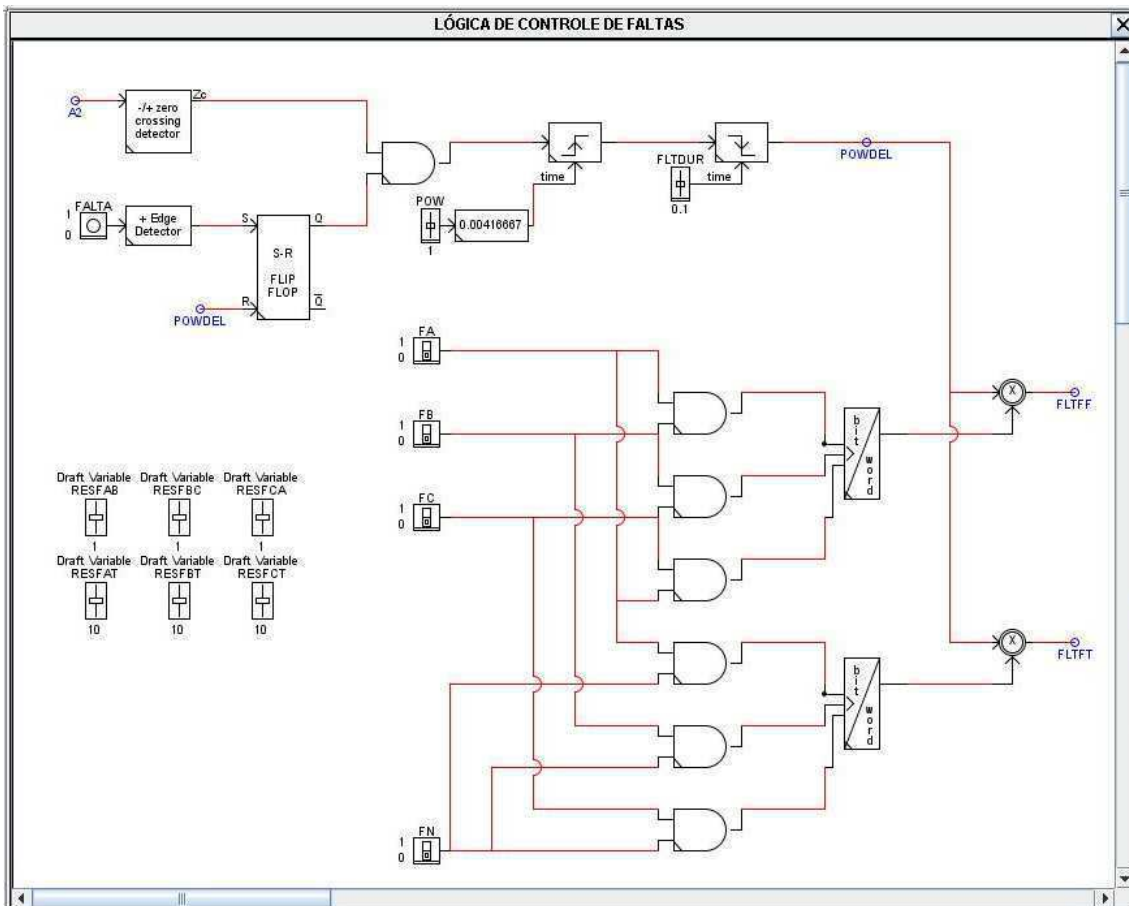 LÓGICA DE CONTROLE DE FALTAS
A2
-/+ zero
crossing
detector
Zc
FALTA
1
0
+ Edge
Detector
S
Q
S-R
FLIP
FLOP
R
Q
POWDEL
POW
1
0.00416667
time
FLTDUR
time
0.1
POWDEL
FA
1
0
FB
1
0
FC
1
0
bit
word
X
FLTFF
Draft Variable
RESFAB
1
Draft Variable
RESFBC
1
Draft Variable
RESFCA
1
Draft Variable
RESFAT
10
Draft Variable
RESFBT
10
Draft Variable
RESFCT
10
bit
word
X
FLTFT
FN
1
0